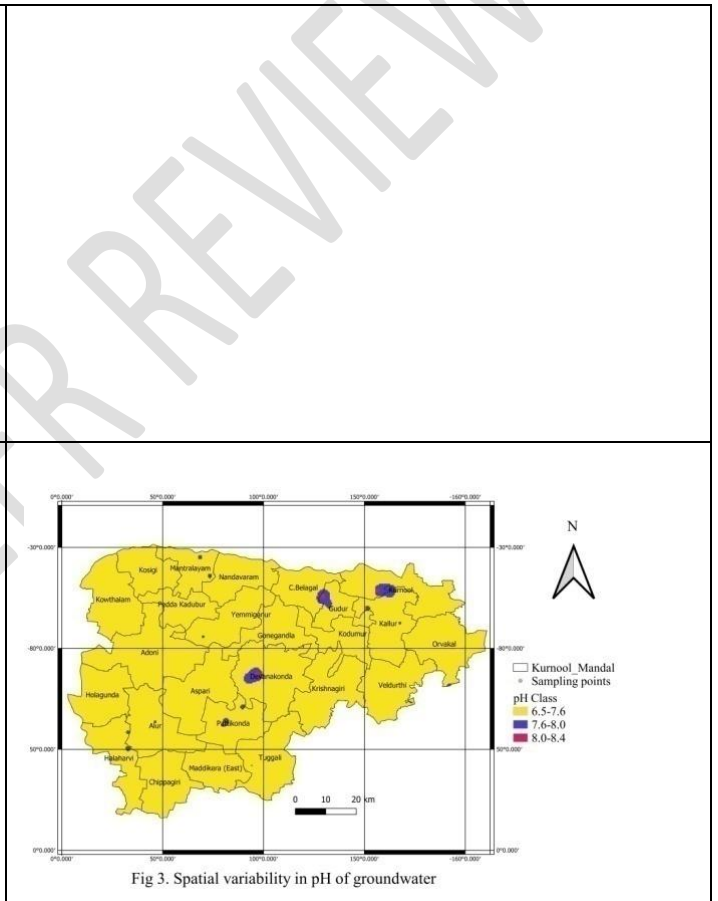 ER REVIEW
0°0.000' 50°0.000' 100°0.000' 150°0.000' -160°0.000'
N
-30°0.000' -30°0.000'
Kosigi Mantralayam Nandavaram
C.Belagal Kurnool
Kowthalam Pedda Kadubur Yemmiganur Gudur
Gonegandla Kodumur Kallur
Orvakal
-80°0.000' -80°0.000'
Adoni
Devanakonda
Holagunda Aspari Krishnagiri Veldurthi
Alur Pattikonda
50°0.000' 50°0.000'
Halaharvi Maddikara (East) Tuggali
Chippagiri
Kurnool_Mandal
Sampling points
pH Class
6.5-7.6
7.6-8.0
8.0-8.4
0 10 20 km
0°0.000' 0°0.000'
0°0.000' 50°0.000' 100°0.000' 150°0.000' -160°0.000'
Fig 3. Spatial variability in pH of groundwater